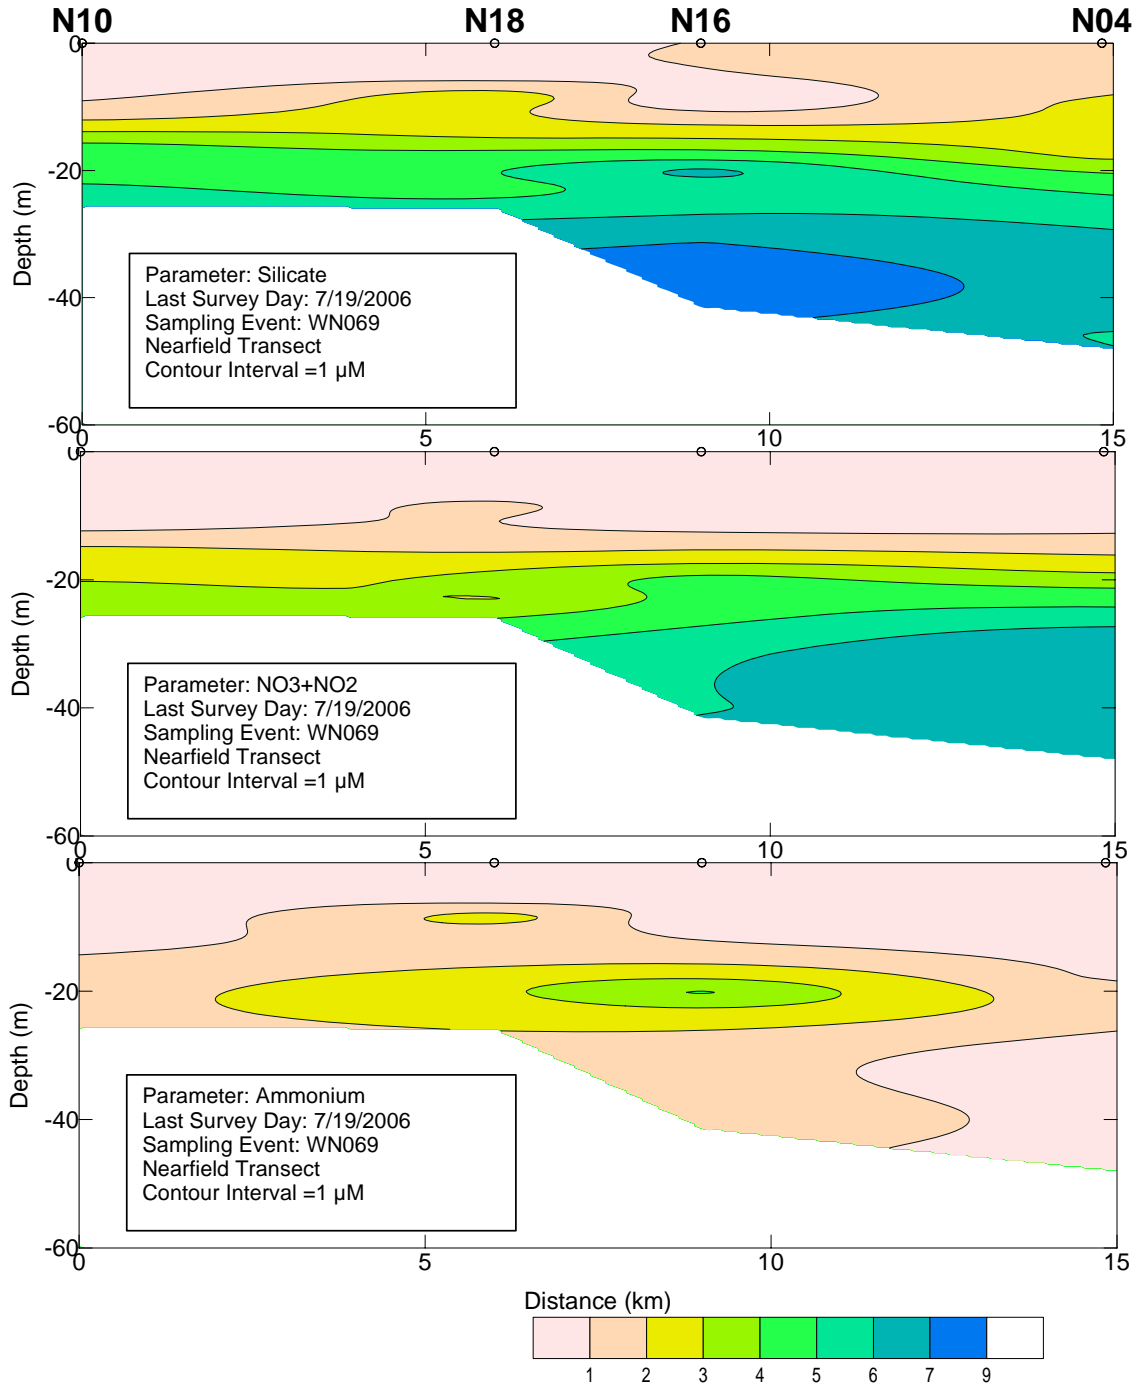 N10 N18 N16 N04
0
-20
-40
-60
Depth (m)
Parameter: Silicate
Last Survey Day: 7/19/2006
Sampling Event: WN069
Nearfield Transect
Contour Interval =1 µM
0 5 10 15
0
-20
-40
-60
Depth (m)
Parameter: NO3+NO2
Last Survey Day: 7/19/2006
Sampling Event: WN069
Nearfield Transect
Contour Interval =1 µM
0 5 10 15
0
-20
-40
-60
Depth (m)
Parameter: Ammonium
Last Survey Day: 7/19/2006
Sampling Event: WN069
Nearfield Transect
Contour Interval =1 µM
0 5 10 15
Distance (km)
1 2 3 4 5 6 7 9